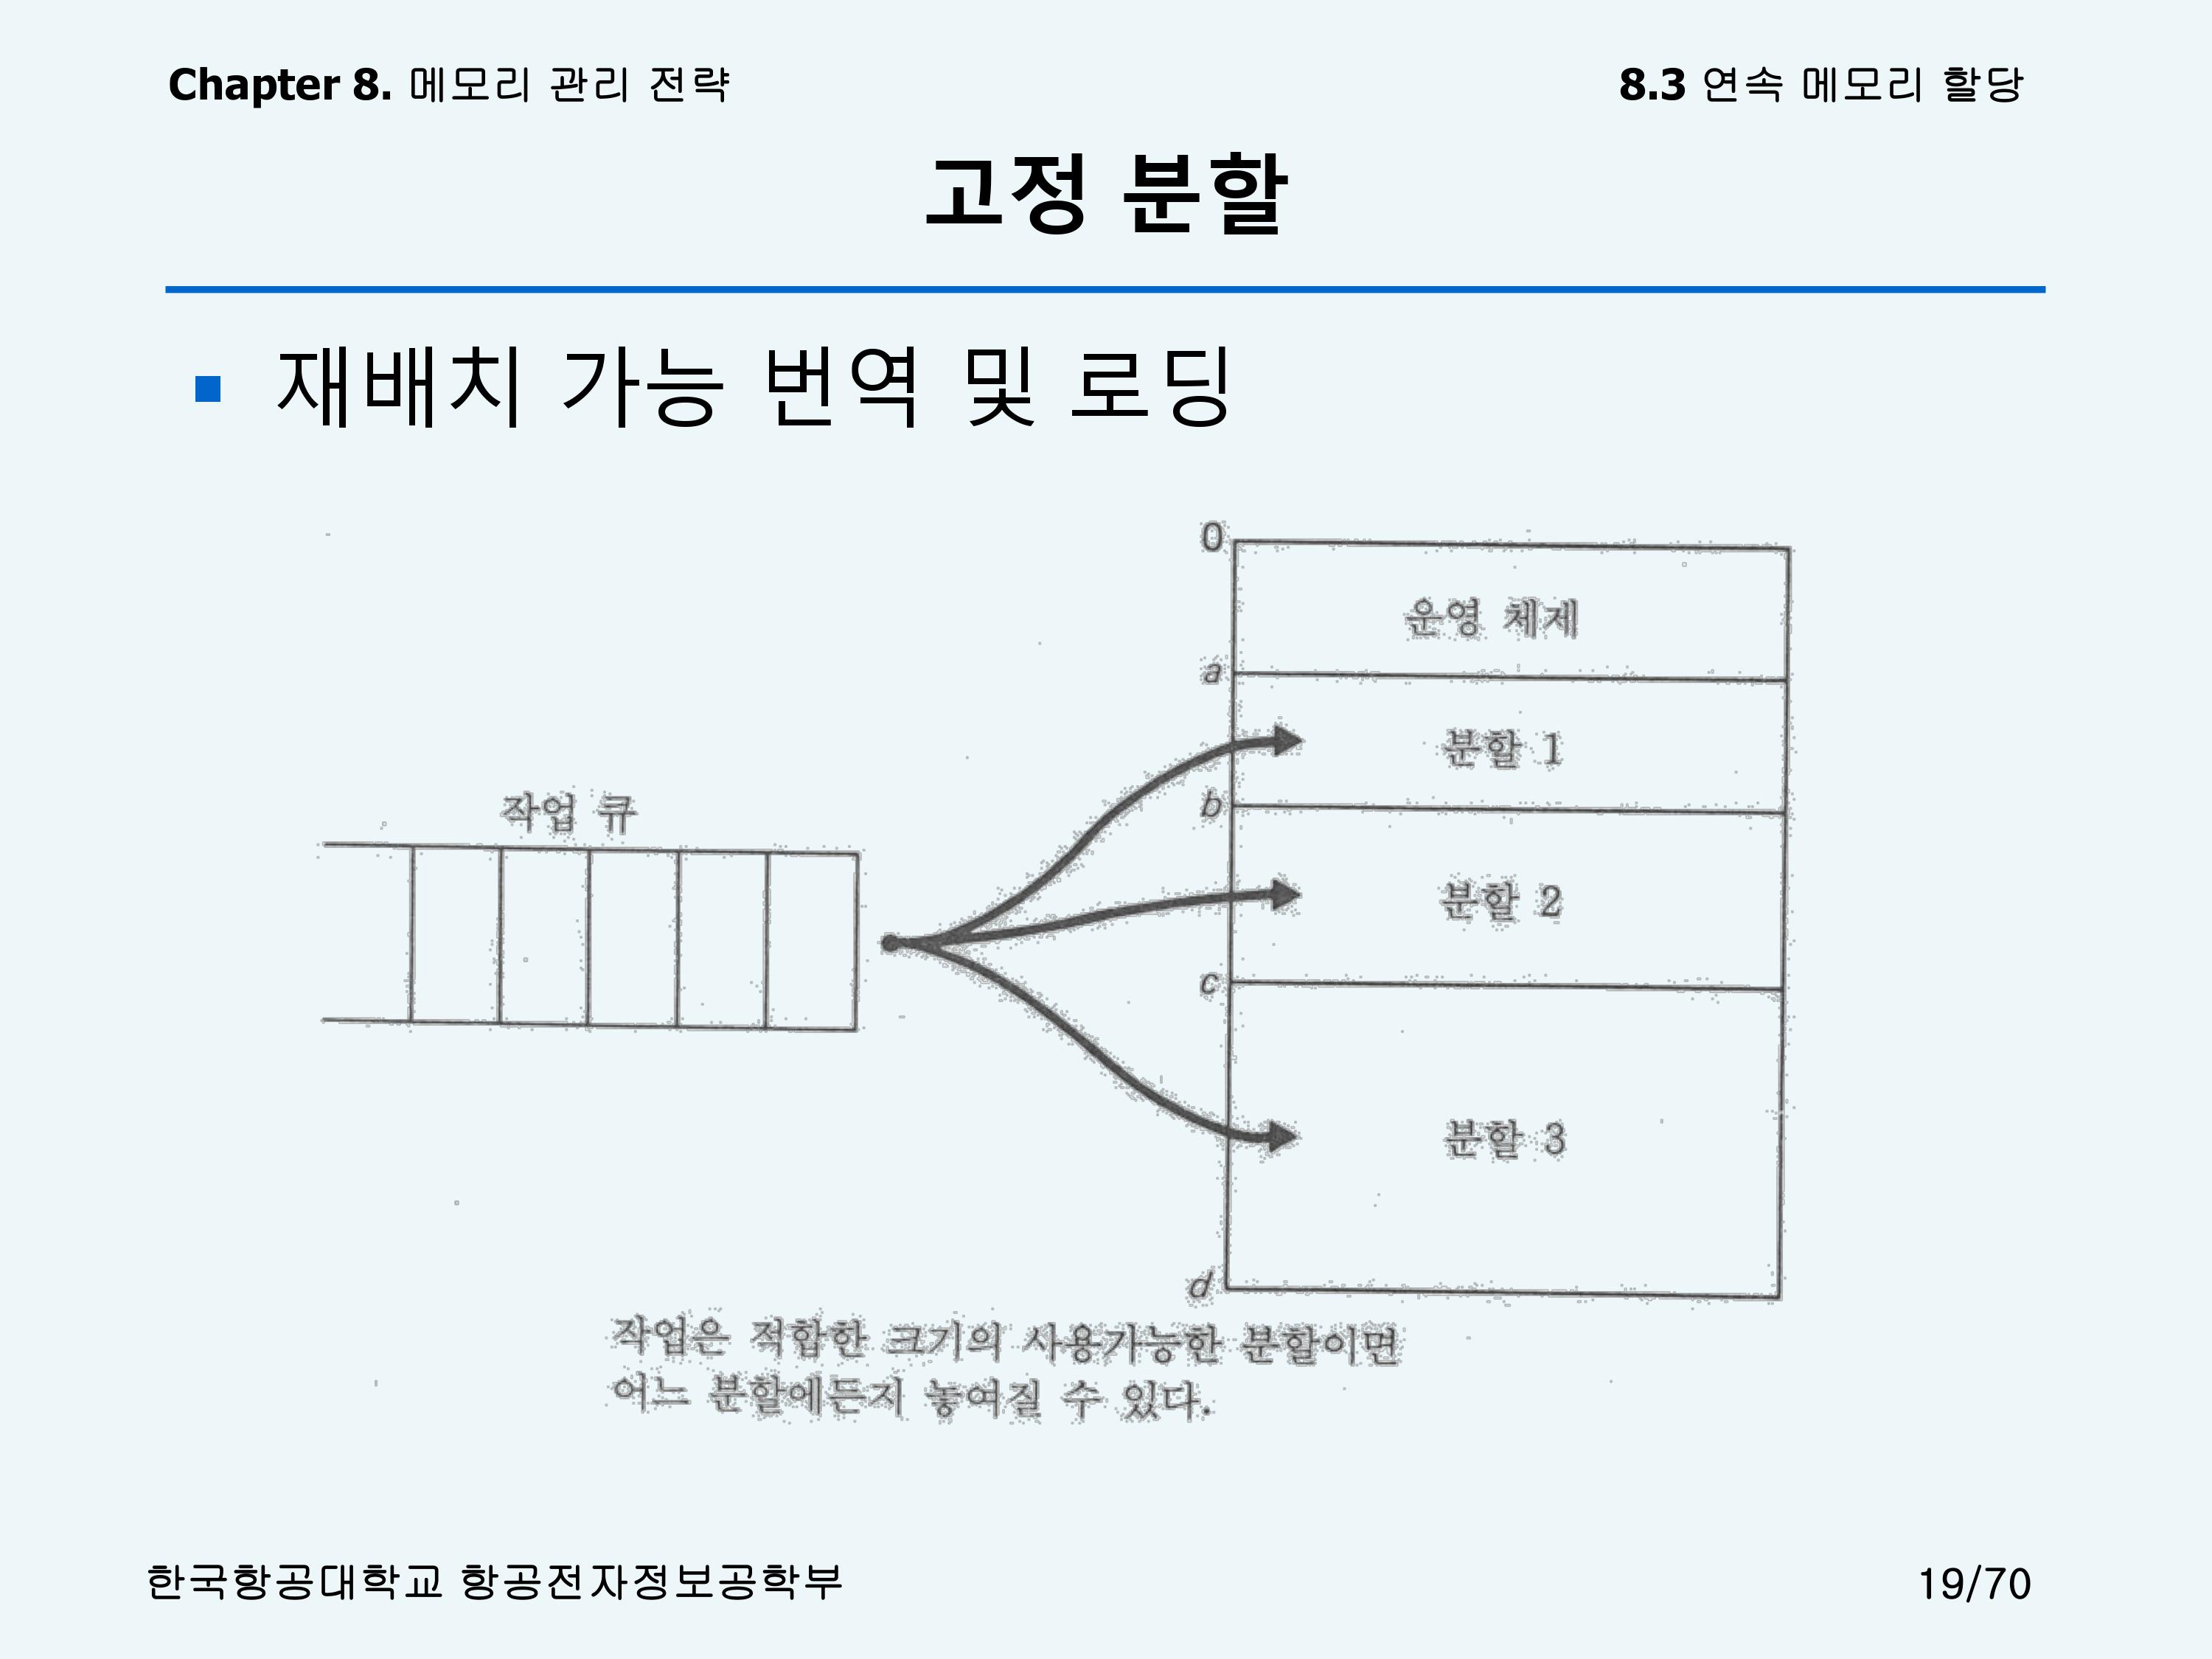 Chapter 8. 메모리 관리 전략
8.3 연속 메모리 할당
고정 분할
재배치 가능 번역 및 로딩
0
운영 체제
a
분할 1
작업 큐
b
분할 2
c
분할 3
d
작업은 적합한 크기의 사용가능한 분할이면
어느 분할에든지 놓여질 수 있다.
한국항공대학교 항공전자정보공학부
19/70